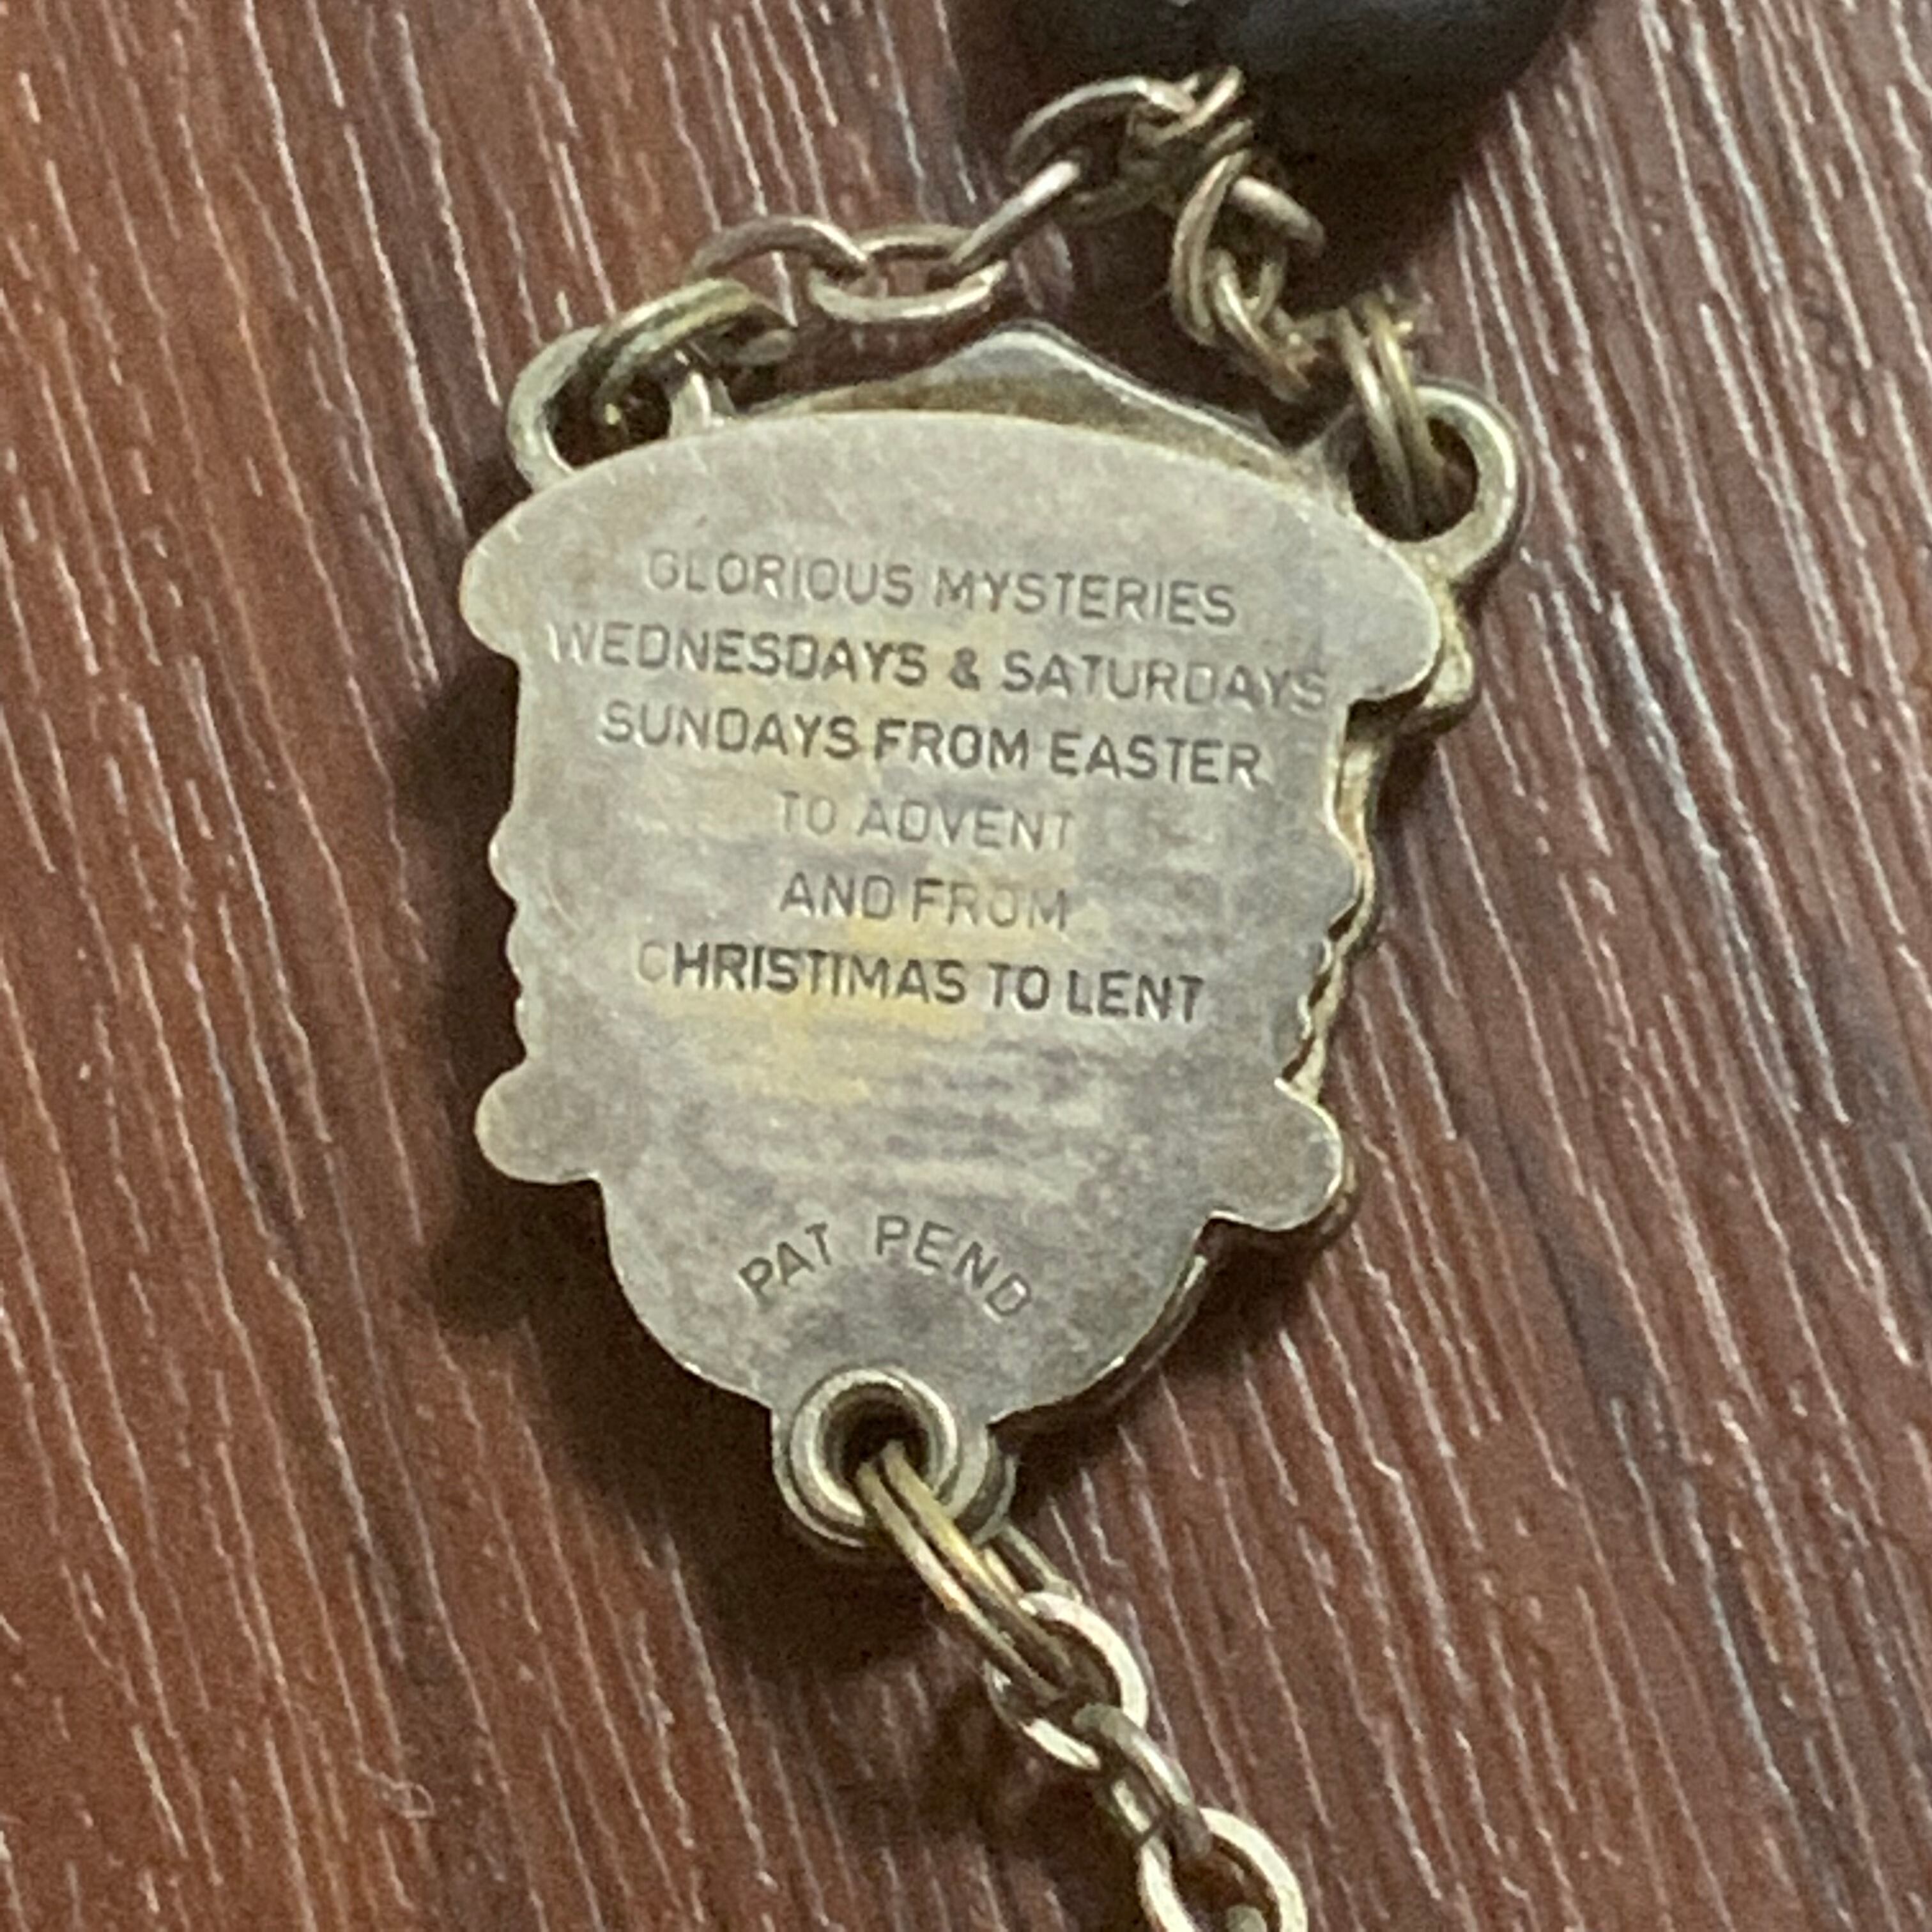 GLORIOUS MYSTERIES
WEDNESDAYS & SATURDAYS
SUNDAYS FROM EASTER
TO ADVENT
AND FROM
CHRISTIMAS TO LENT
PAT PEND